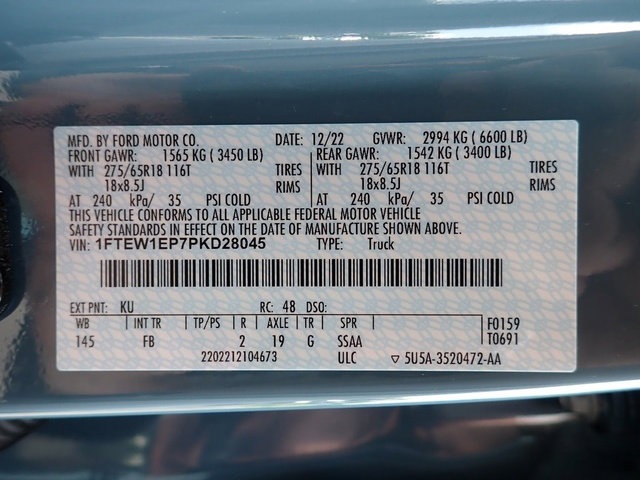 MFD. BY FORD MOTOR CO. DATE: 12/22 GVWR: 2994 KG ( 6600 LB)
FRONT GAWR: 1565 KG ( 3450 LB) REAR GAWR: 1542 KG ( 3400 LB)
WITH 275/65R18 116T TIRES WITH 275/65R18 116T TIRES
18x8.5J RIMS 18x8.5J RIMS
AT 240 kPa/ 35 PSI COLD AT 240 kPa/ 35 PSI COLD
THIS VEHICLE CONFORMS TO ALL APPLICABLE FEDERAL MOTOR VEHICLE
SAFETY STANDARDS IN EFFECT ON THE DATE OF MANUFACTURE SHOWN ABOVE.
VIN: 1FTEW1EP7PKD28045 TYPE: Truck
EXT PNT: KU RC: 48 DSO:
WB INT TR TP/PS R AXLE TR SPR F0159
145 FB 2 19 G SSAA T0691
2202212104673 ULC ▽ 5U5A-3520472-AA